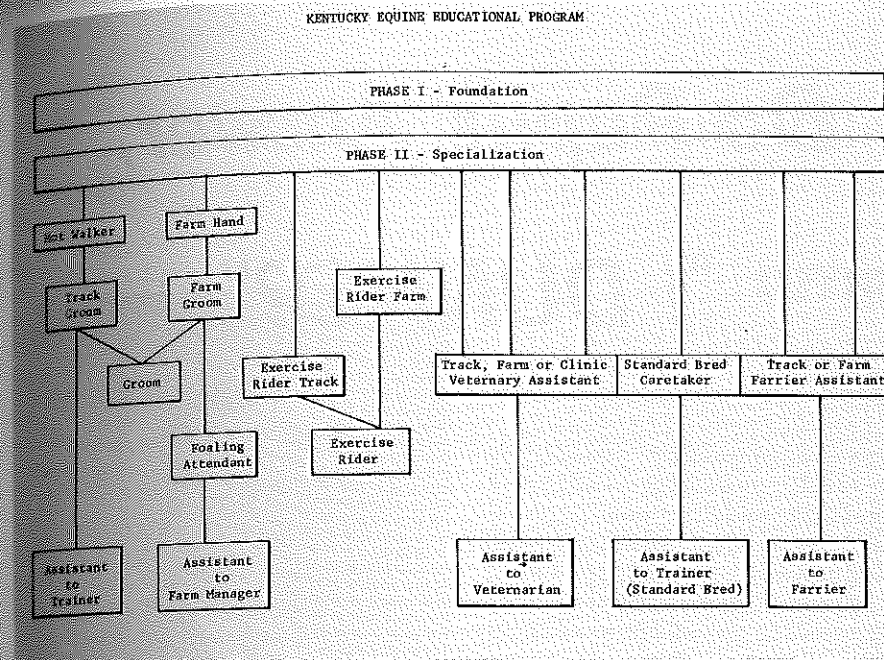 KENTUCKY EQUINE EDUCATIONAL PROGRAM
PHASE I - Foundation
PHASE II - Specialization
Hot Walker
Farm Hand
Track
Groom
Farm
Groom
Exercise
Rider Farm
Groom
Exercise
Rider Track
Track, Farm or Clinic
Veternary Assistant
Standard Bred
Caretaker
Track or Farm
Farrier Assistant
Foaling
Attendant
Exercise
Rider
Assistant
to
Trainer
Assistant
to
Farm Manager
Assistant
to
Veternarian
Assistant
to Trainer
(Standard Bred)
Assistant
to
Farrier